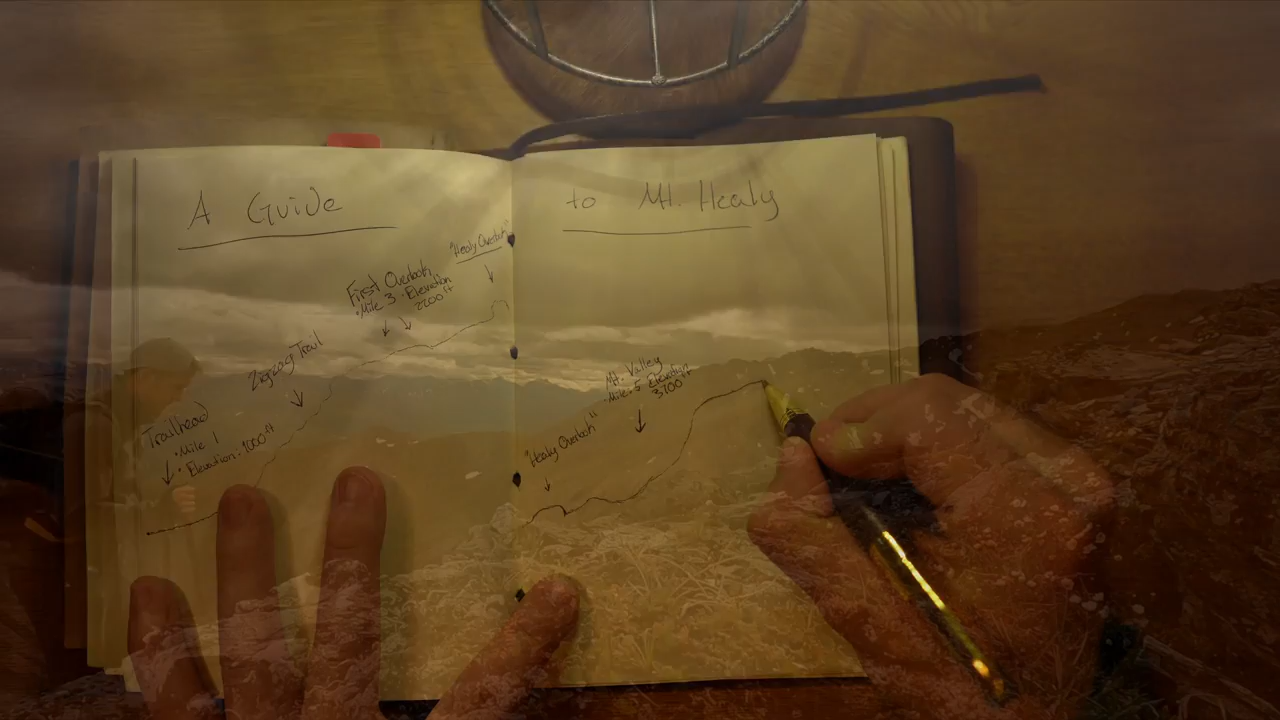 A Guide
to Mt. Healy
"Healy Overlook"
First Overlook
•Mile 3 •Elevation
2200 ft
Zigzag Trail
Trailhead
•Mile 1
•Elevation: 1000 ft
Mt. Valley
•Mile: 5 Elevation
3700 ft
"Healy Overlook"